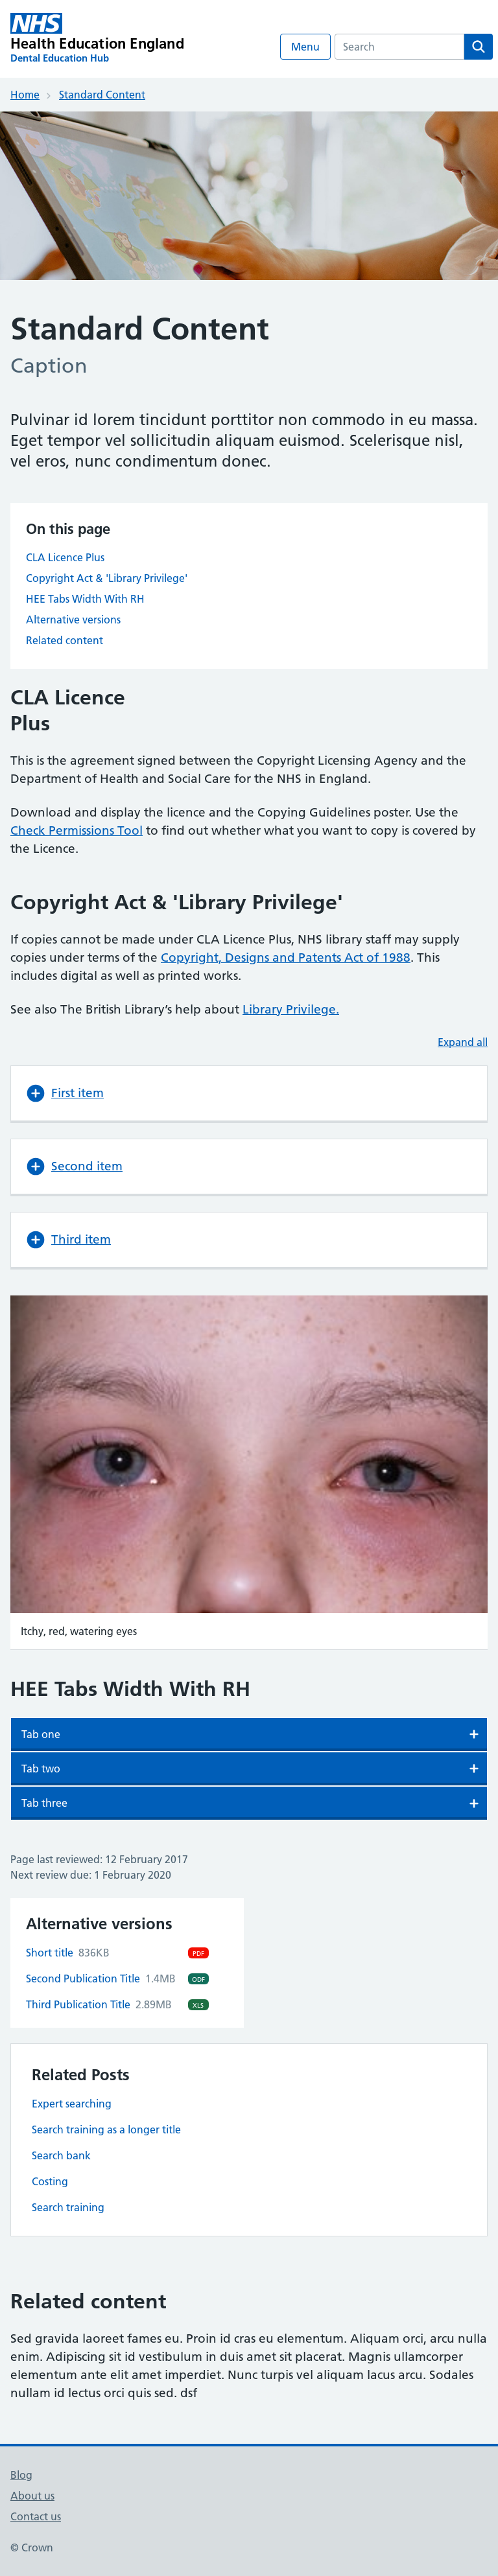 NHS
Health Education England
Dental Education Hub
Menu
Search
Home
Standard Content
Standard Content
Caption
Pulvinar id lorem tincidunt porttitor non commodo in eu massa.
Eget tempor vel sollicitudin aliquam euismod. Scelerisque nisl,
vel eros, nunc condimentum donec.
On this page
CLA Licence Plus
Copyright Act & 'Library Privilege'
HEE Tabs Width With RH
Alternative versions
Related content
CLA Licence
Plus
This is the agreement signed between the Copyright Licensing Agency and the
Department of Health and Social Care for the NHS in England.
Download and display the licence and the Copying Guidelines poster. Use the
Check Permissions Tool to find out whether what you want to copy is covered by
the Licence.
Copyright Act & 'Library Privilege'
If copies cannot be made under CLA Licence Plus, NHS library staff may supply
copies under terms of the Copyright, Designs and Patents Act of 1988. This
includes digital as well as printed works.
See also The British Library’s help about Library Privilege.
Expand all
First item
Second item
Third item
Itchy, red, watering eyes
HEE Tabs Width With RH
Tab one
Tab two
Tab three
Page last reviewed: 12 February 2017
Next review due: 1 February 2020
Alternative versions
Short title 836KB PDF
Second Publication Title 1.4MB ODF
Third Publication Title 2.89MB XLS
Related Posts
Expert searching
Search training as a longer title
Search bank
Costing
Search training
Related content
Sed gravida laoreet fames eu. Proin id cras eu elementum. Aliquam orci, arcu nulla
enim. Adipiscing sit id vestibulum in duis amet sit placerat. Magnis ullamcorper
elementum ante elit amet imperdiet. Nunc turpis vel aliquam lacus arcu. Sodales
nullam id lectus orci quis sed. dsf
Blog
About us
Contact us
© Crown